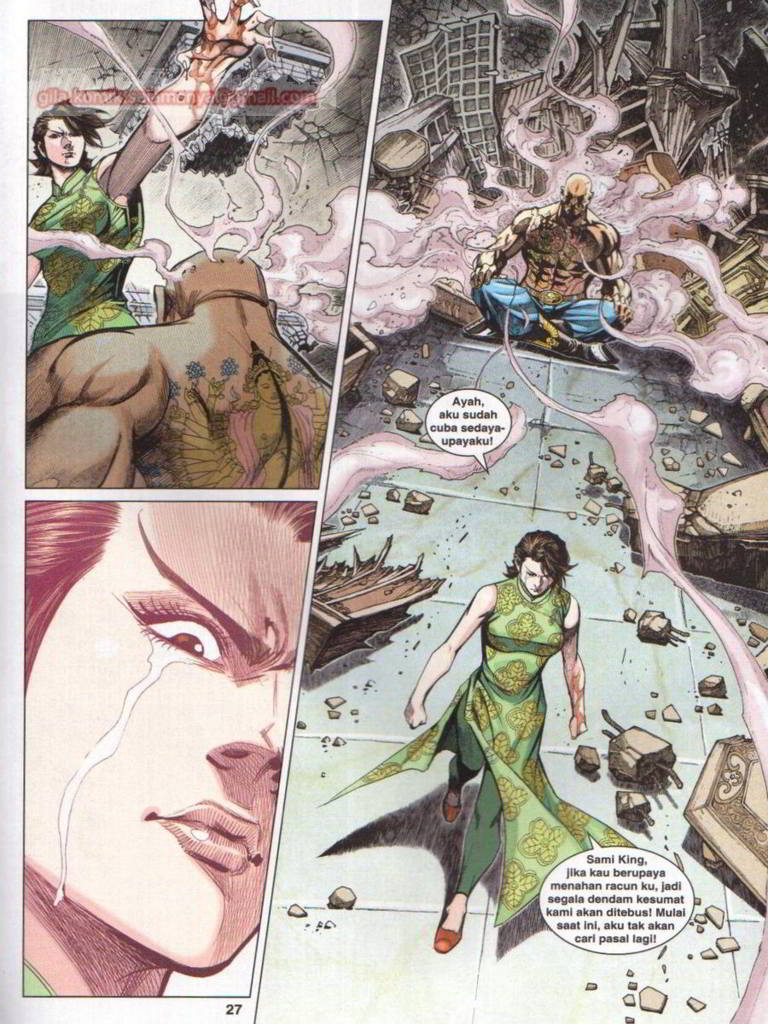 Ayah,
aku sudah
cuba sedaya-
upayaku!
Sami King,
jika kau berupaya
menahan racun ku, jadi
segala dendam kesumat
kami akan ditebus! Mulai
saat ini, aku tak akan
cari pasal lagi!
27